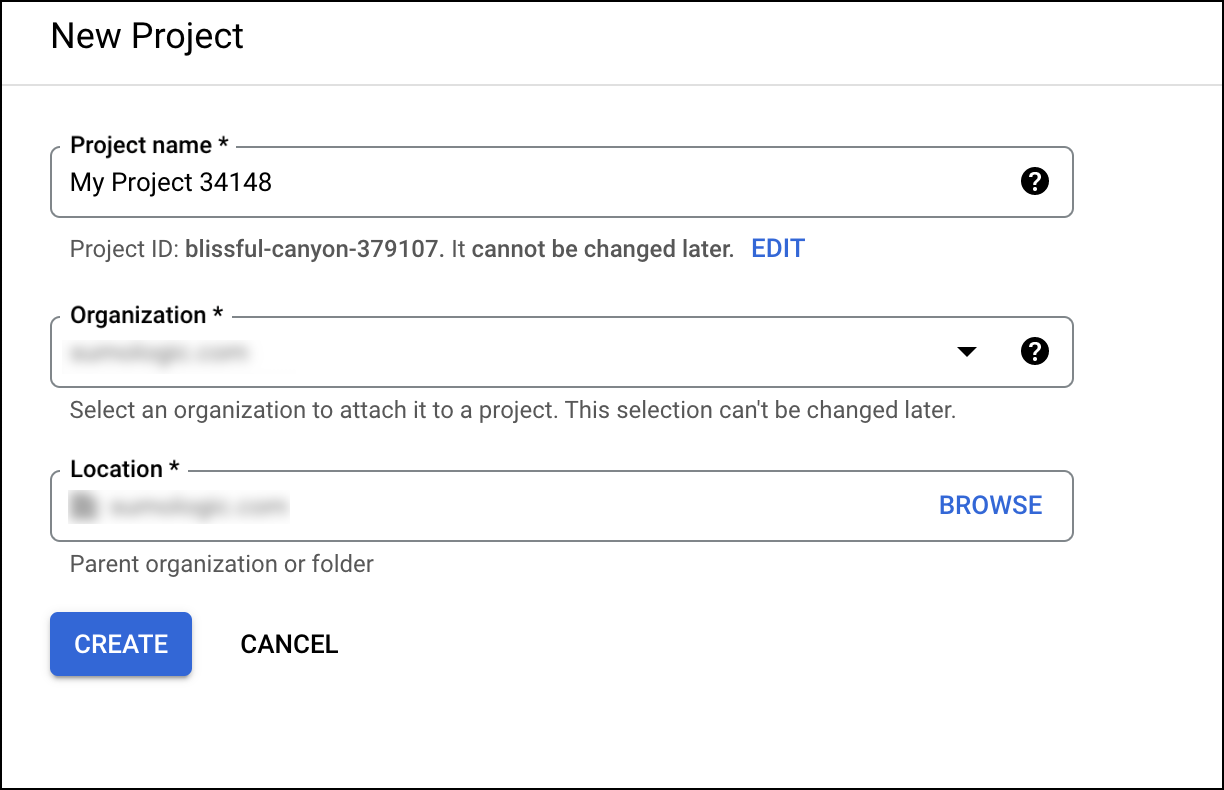 New Project
Project name *
My Project 34148
Project ID: blissful-canyon-379107. It cannot be changed later. EDIT
Organization *
Select an organization to attach it to a project. This selection can't be changed later.
Location *
BROWSE
Parent organization or folder
CREATE CANCEL